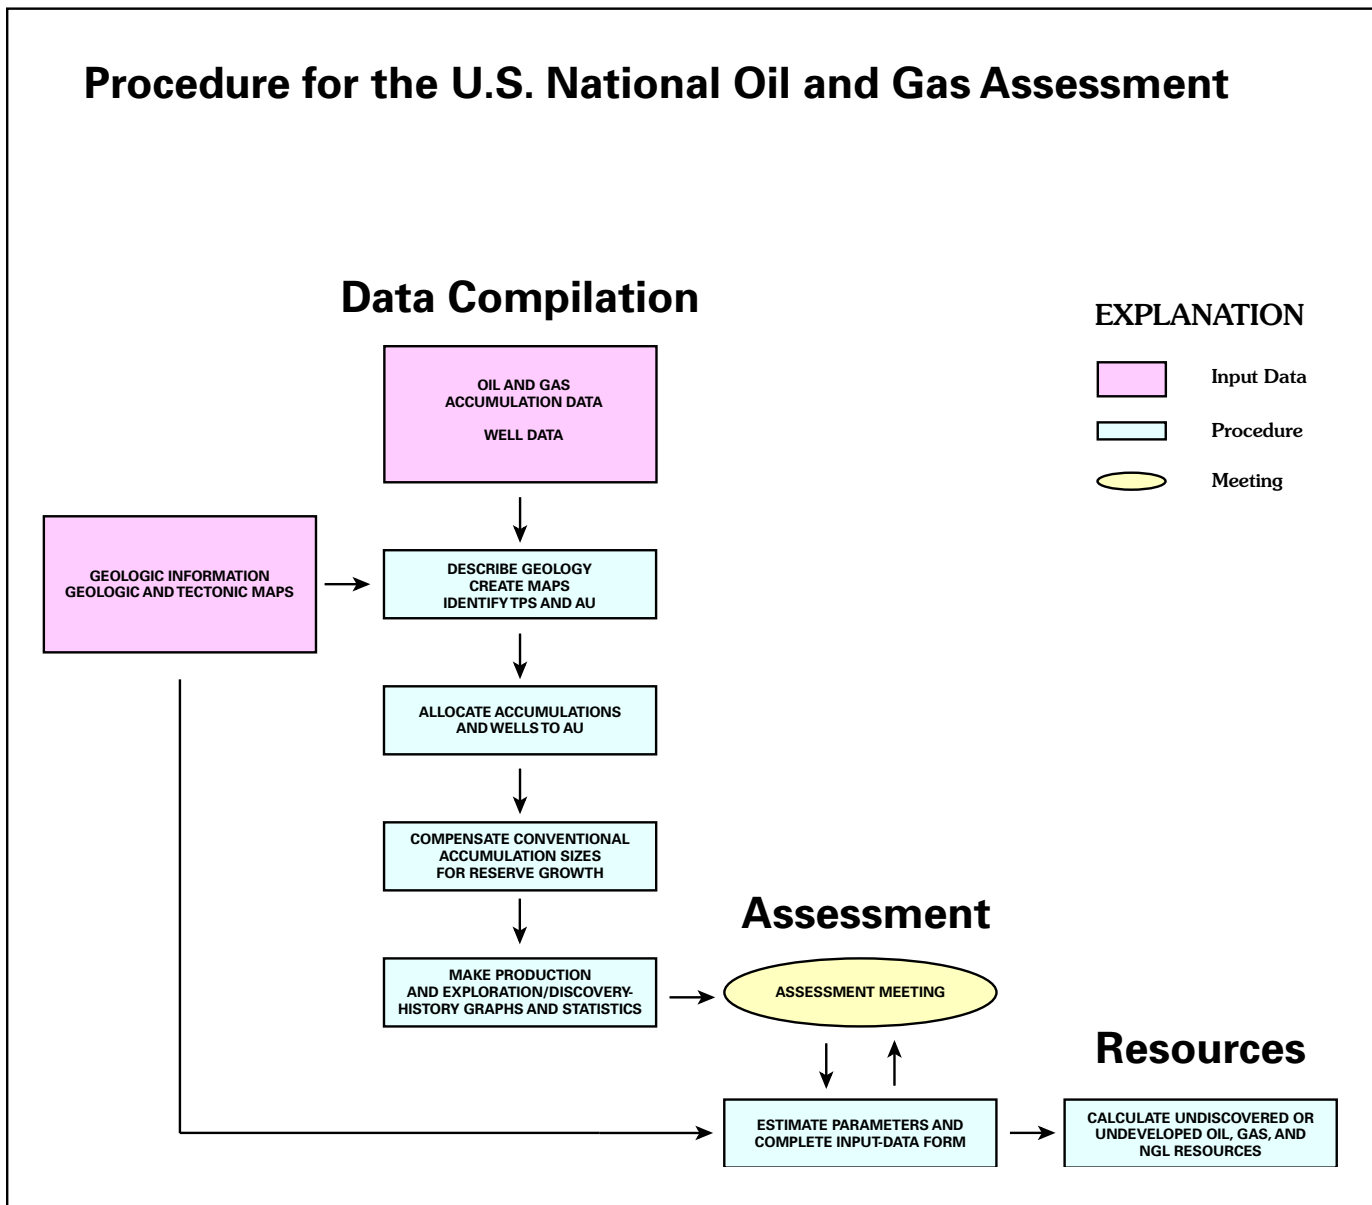 Procedure for the U.S. National Oil and Gas Assessment
Data Compilation
EXPLANATION
Input Data
Procedure
Meeting
OIL AND GAS
ACCUMULATION DATA
WELL DATA
GEOLOGIC INFORMATION
GEOLOGIC AND TECTONIC MAPS
DESCRIBE GEOLOGY
CREATE MAPS
IDENTIFY TPS AND AU
ALLOCATE ACCUMULATIONS
AND WELLS TO AU
COMPENSATE CONVENTIONAL
ACCUMULATION SIZES
FOR RESERVE GROWTH
MAKE PRODUCTION
AND EXPLORATION/DISCOVERY-
HISTORY GRAPHS AND STATISTICS
Assessment
ASSESSMENT MEETING
ESTIMATE PARAMETERS AND
COMPLETE INPUT-DATA FORM
Resources
CALCULATE UNDISCOVERED OR
UNDEVELOPED OIL, GAS, AND
NGL RESOURCES